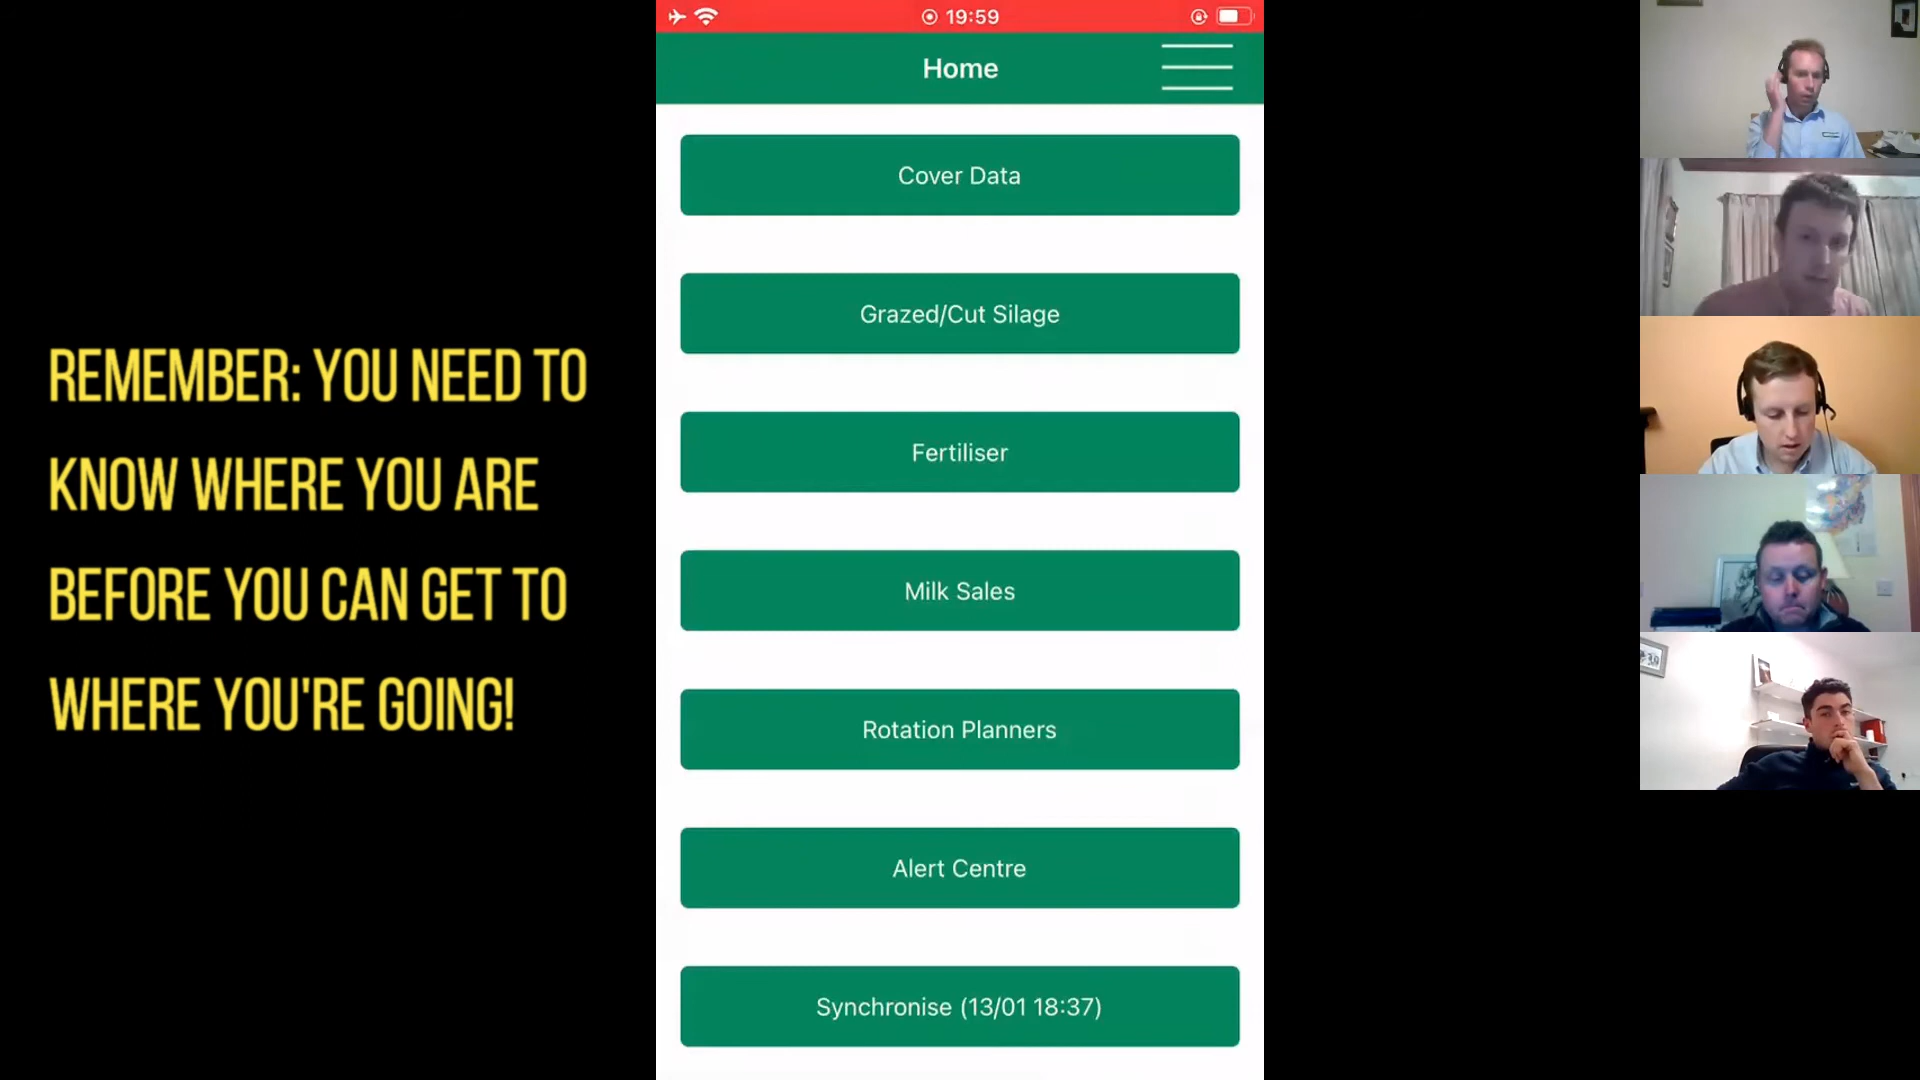 REMEMBER: YOU NEED TO
KNOW WHERE YOU ARE
BEFORE YOU CAN GET TO
WHERE YOU'RE GOING!
19:59
Home
Cover Data
Grazed/Cut Silage
Fertiliser
Milk Sales
Rotation Planners
Alert Centre
Synchronise (13/01 18:37)